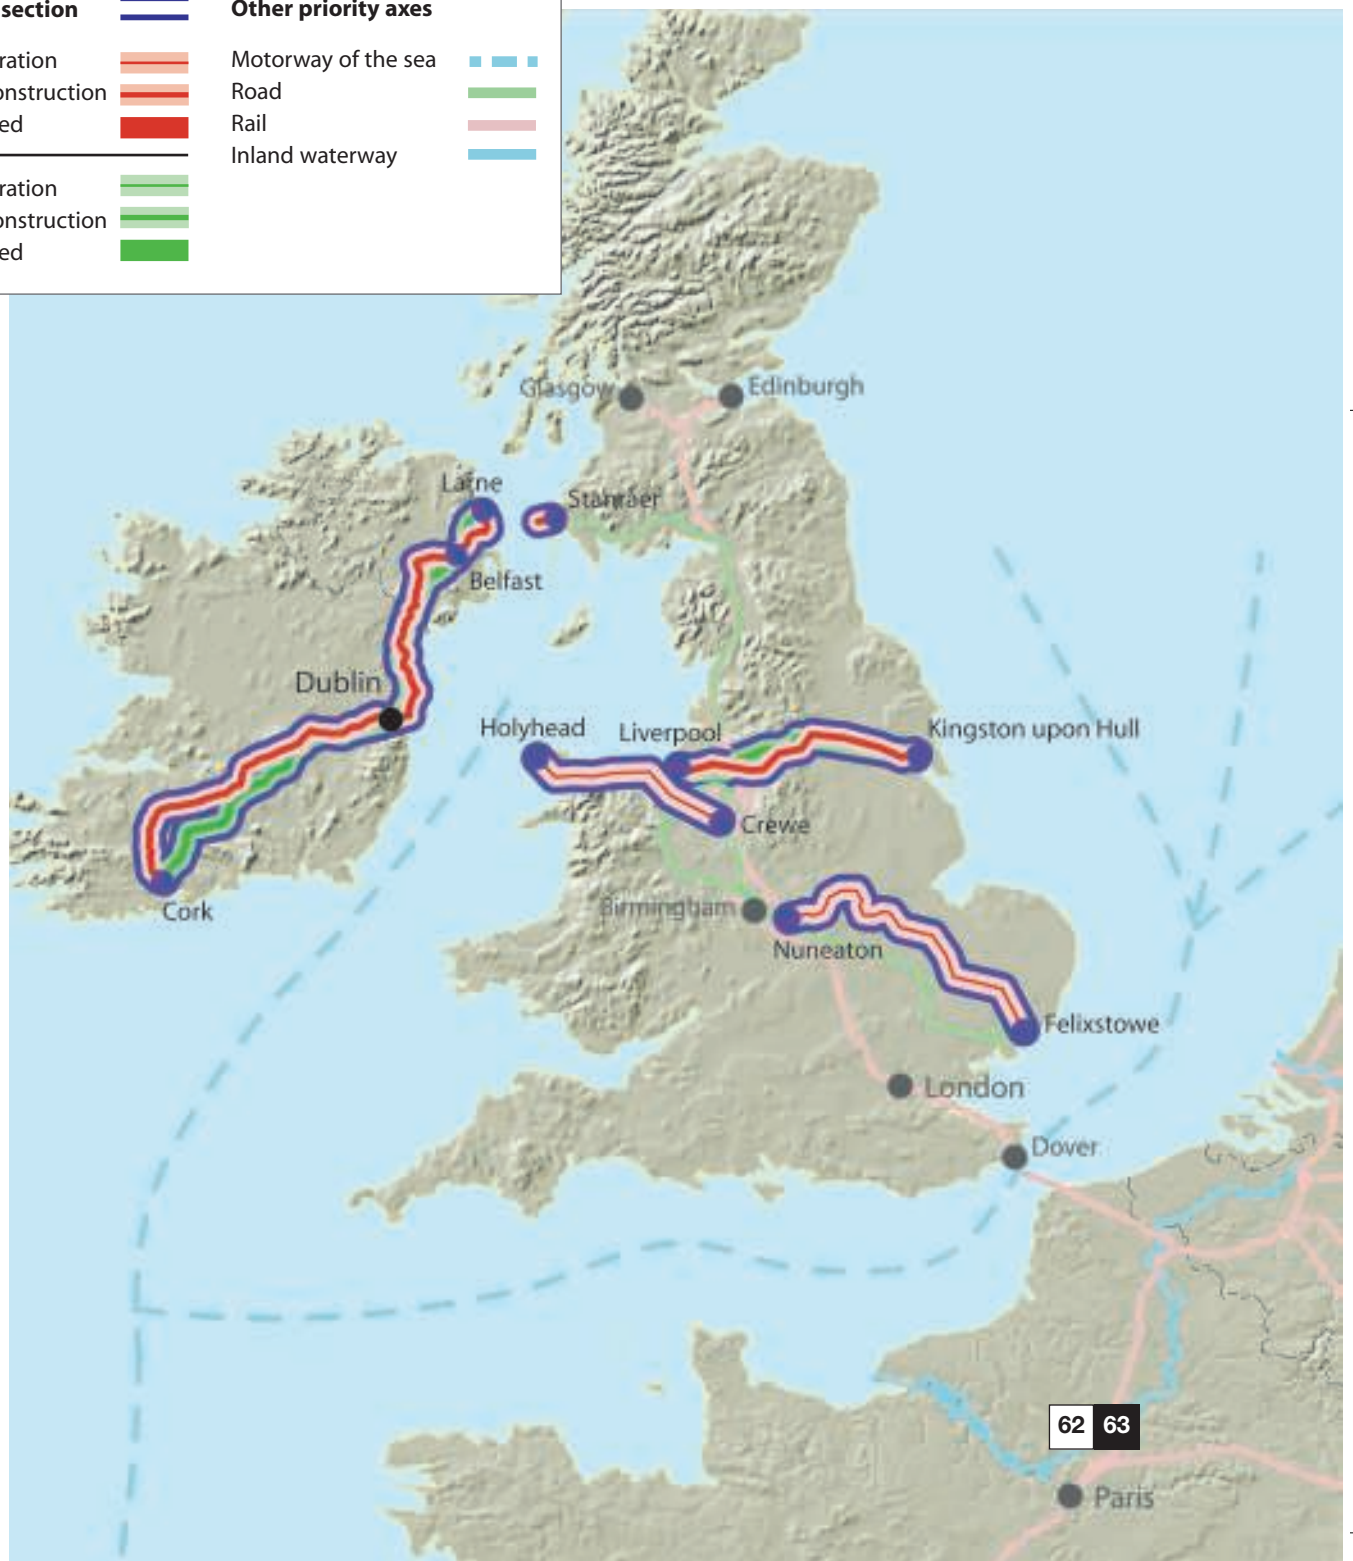 section
ration
onstruction
ed
ration
onstruction
ed
Other priority axes
Motorway of the sea
Road
Rail
Inland waterway
Glasgow
Edinburgh
Larne
Stanraer
Belfast
Dublin
Holyhead
Liverpool
Kingston upon Hull
Crewe
Cork
Birmingham
Nuneaton
Felixstowe
London
Dover
62 63
Paris